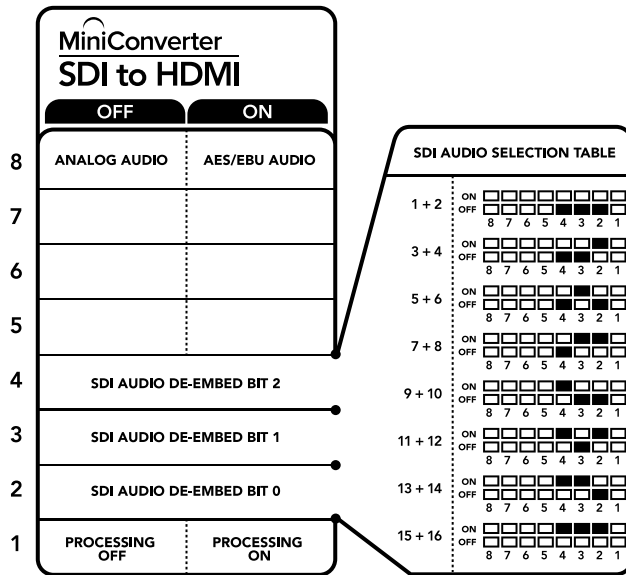 MiniConverter
SDI to HDMI
OFF ON
8 ANALOG AUDIO AES/EBU AUDIO
7
6
5
4 SDI AUDIO DE-EMBED BIT 2
3 SDI AUDIO DE-EMBED BIT 1
2 SDI AUDIO DE-EMBED BIT 0
1 PROCESSING OFF PROCESSING ON
SDI AUDIO SELECTION TABLE
1 + 2 ON
OFF
8 7 6 5 4 3 2 1
3 + 4 ON
OFF
8 7 6 5 4 3 2 1
5 + 6 ON
OFF
8 7 6 5 4 3 2 1
7 + 8 ON
OFF
8 7 6 5 4 3 2 1
9 + 10 ON
OFF
8 7 6 5 4 3 2 1
11 + 12 ON
OFF
8 7 6 5 4 3 2 1
13 + 14 ON
OFF
8 7 6 5 4 3 2 1
15 + 16 ON
OFF
8 7 6 5 4 3 2 1